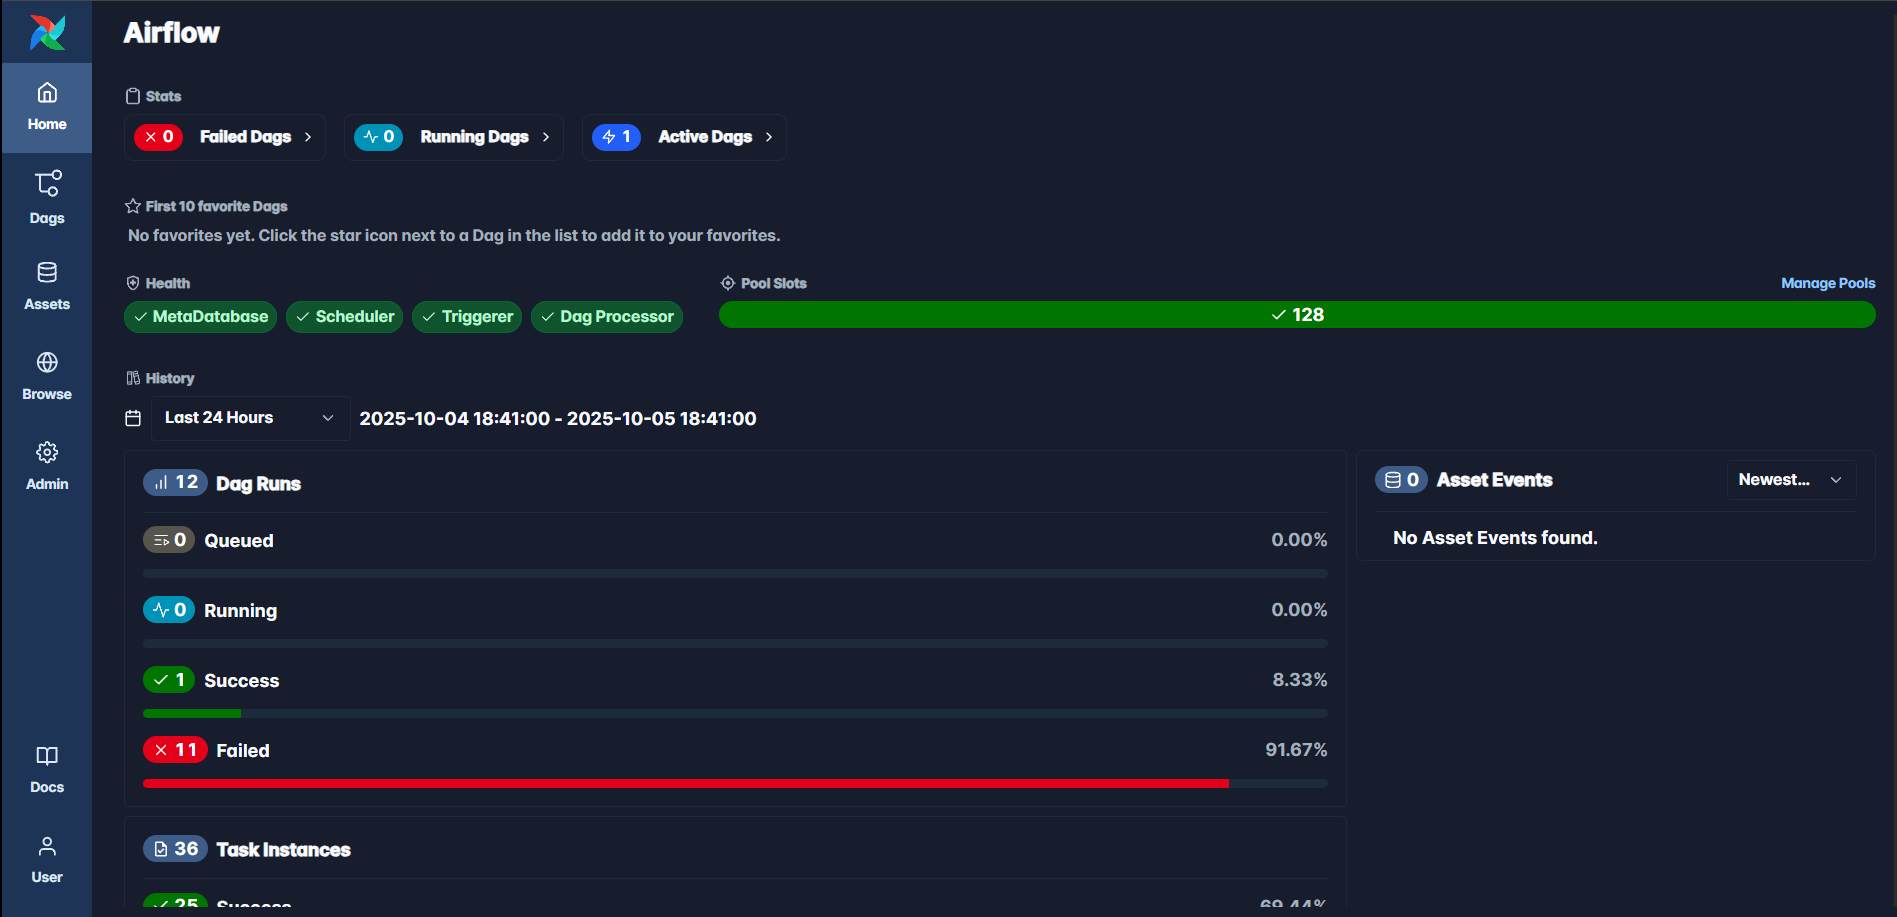 Airflow
Home
Dags
Assets
Browse
Admin
Docs
User
Stats
0 Failed Dags
0 Running Dags
1 Active Dags
First 10 favorite Dags
No favorites yet. Click the star icon next to a Dag in the list to add it to your favorites.
Health
MetaDatabase
Scheduler
Triggerer
Dag Processor
Pool Slots
Manage Pools
128
History
Last 24 Hours
2025-10-04 18:41:00 - 2025-10-05 18:41:00
12 Dag Runs
0 Queued 0.00%
0 Running 0.00%
1 Success 8.33%
11 Failed 91.67%
36 Task Instances
25 Success 69.44%
0 Asset Events
Newest...
No Asset Events found.